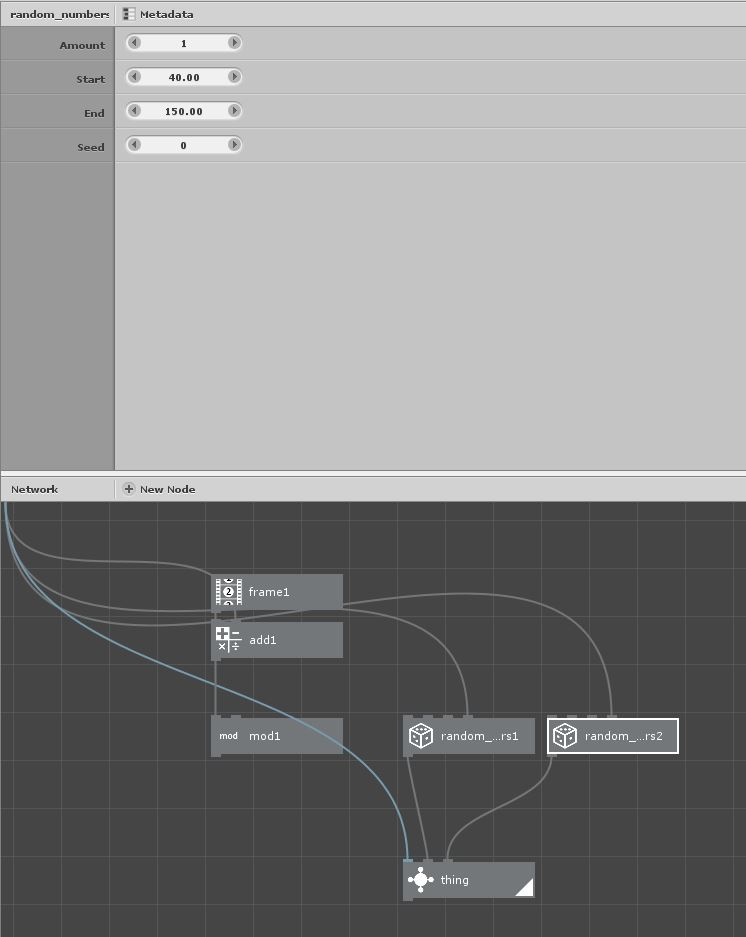 random_numbers Metadata
Amount 1
Start 40.00
End 150.00
Seed 0
Network New Node
2 frame1
add1
mod mod1
random_...rs1 random_...rs2
thing